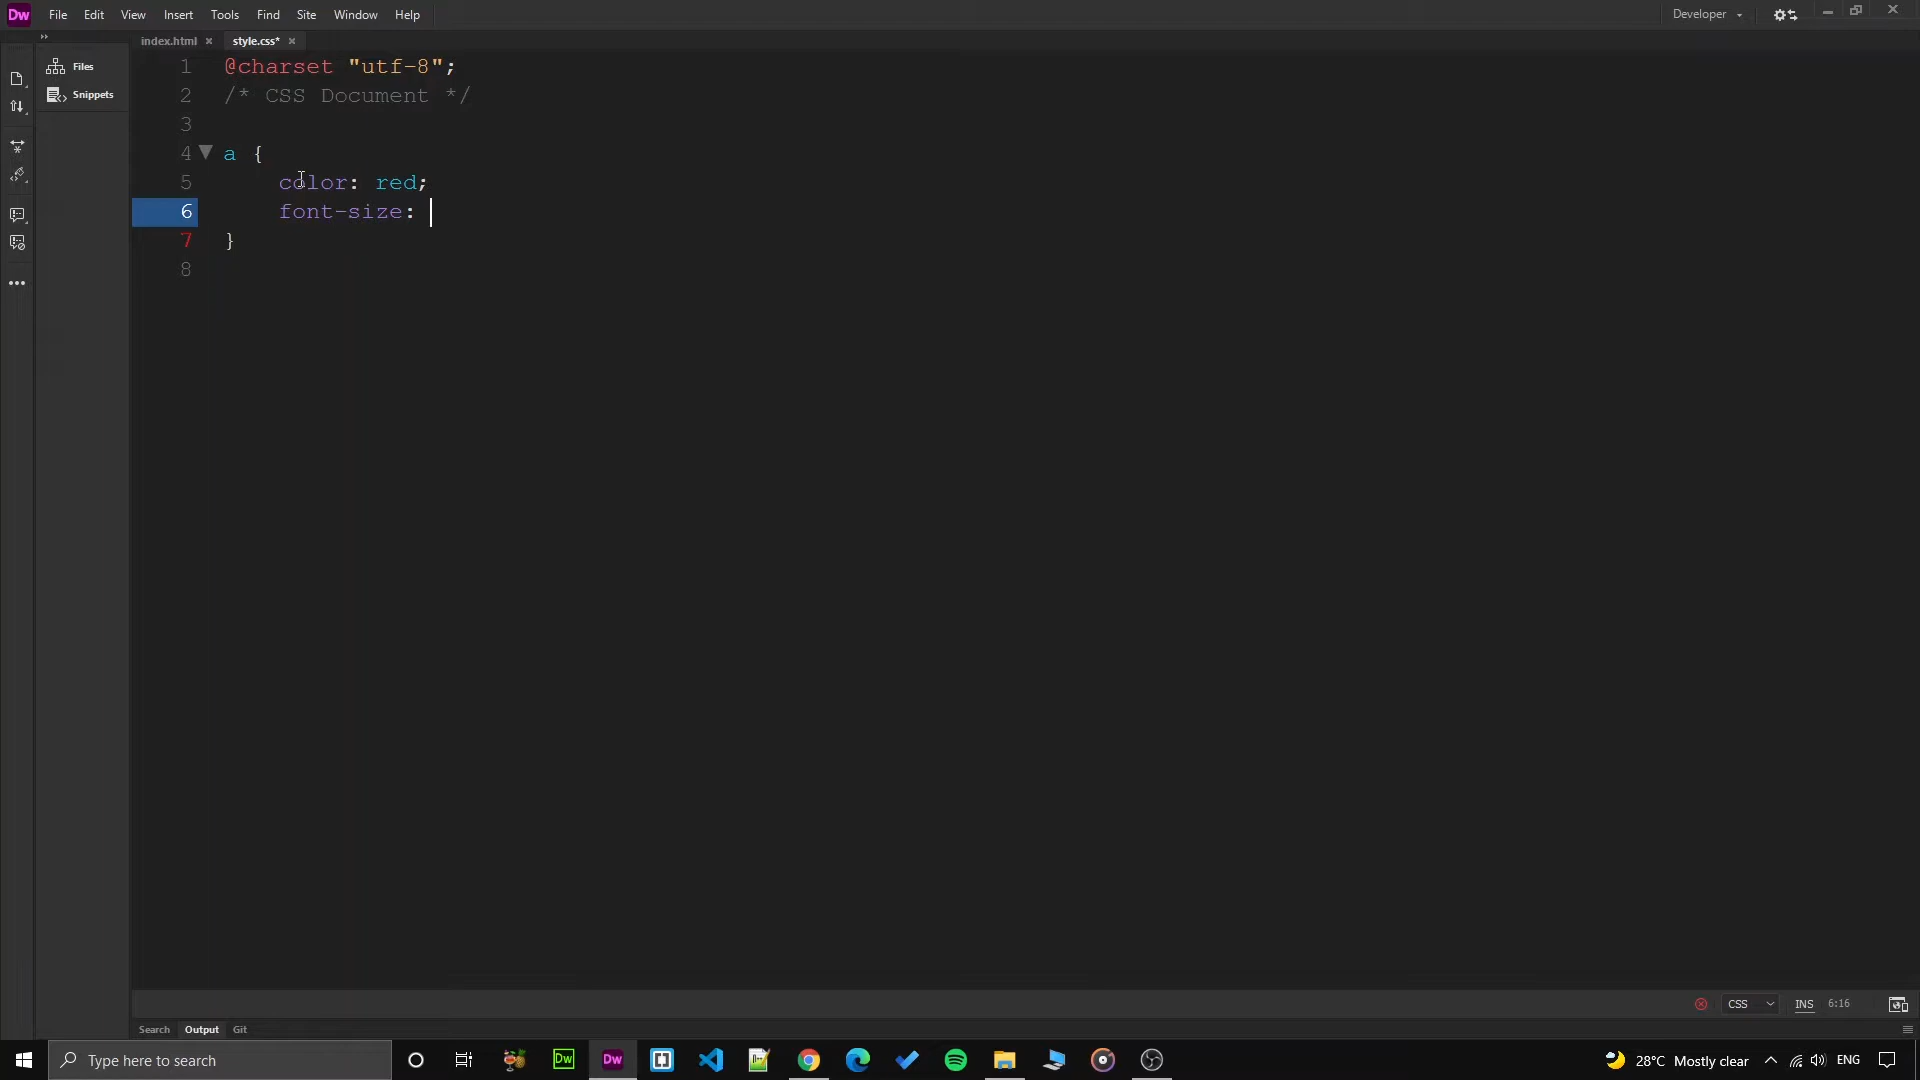 Dw File Edit View Insert Tools Find Site Window Help Developer
index.html × style.css* ×
Files
Snippets
1 @charset "utf-8";
2 /* CSS Document */
3
4 a {
5 color: red;
6 font-size:
7 }
8
CSS INS 6:16
Search Output Git
Type here to search
Dw
Dw
28°C Mostly clear ENG